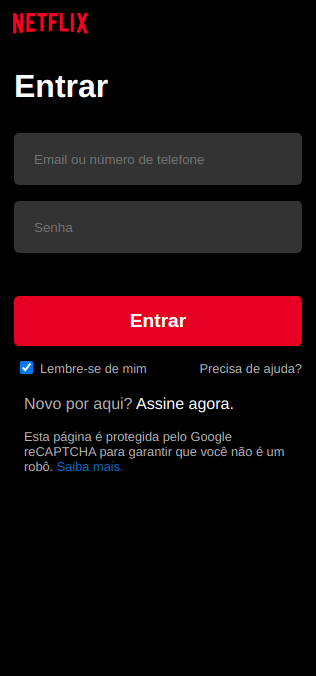 NETFLIX
Entrar
Email ou número de telefone
Senha
Entrar
Lembre-se de mim
Precisa de ajuda?
Novo por aqui? Assine agora.
Esta página é protegida pelo Google
reCAPTCHA para garantir que você não é um
robô. Saiba mais.